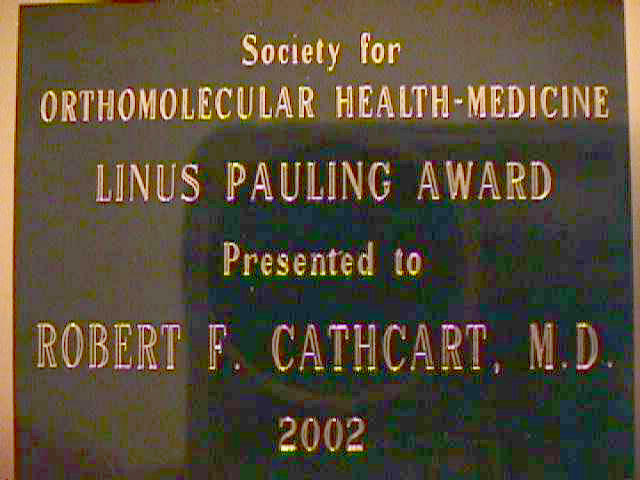 Society for
ORTHOMOLECULAR HEALTH-MEDICINE
LINUS PAULING AWARD
Presented to
ROBERT F. CATHCART, M.D.
2002